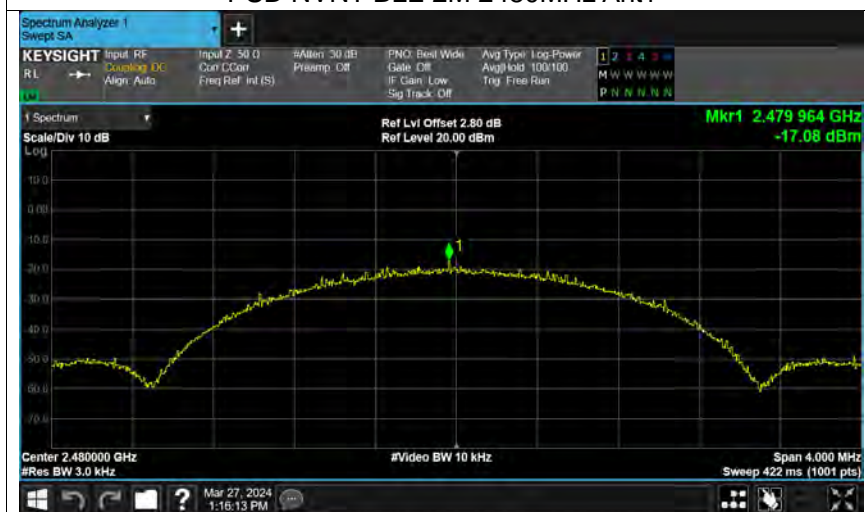 Spectrum Analyzer 1
Swept SA
+
KEYSIGHT Input: RF Input Z: 50 Ω #Atten: 30 dB PNO: Best Wide Avg Type: Log-Power 1 2 3 4 5 6
RL Coupling: DC Corr CCorr Preamp: Off Gate: Off Avg|Hold: 100/100 M W W W W W
Align: Auto Freq Ref: Int (S) IF Gain: Low Trig: Free Run
Sig Track: Off P N N N N N
1 Spectrum
Scale/Div 10 dB
Ref Lvl Offset 2.80 dB
Ref Level 20.00 dBm
Mkr1 2.479 964 GHz
-17.08 dBm
Log
10.0
0.00
-10.0
1
-20.0
-30.0
-40.0
-50.0
-60.0
-70.0
Center 2.480000 GHz #Video BW 10 kHz Span 4.000 MHz
#Res BW 3.0 kHz Sweep 422 ms (1001 pts)
?
Mar 27, 2024
1:16:13 PM